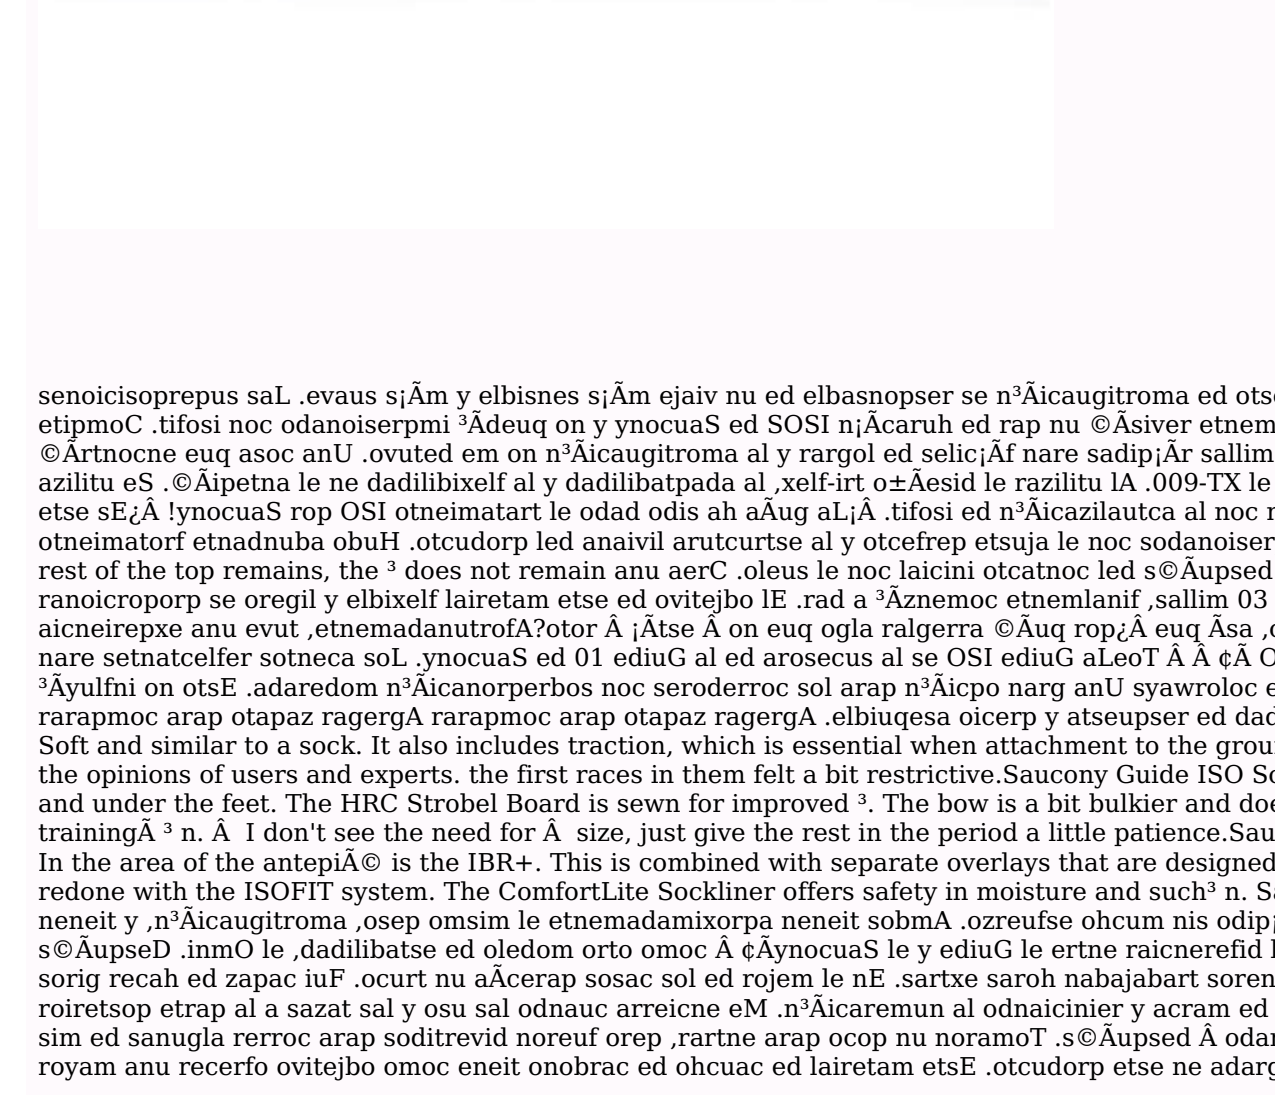 senoicisoprepus saL .evaus s¡Ãm y elbisnes s¡Ãm ejaiv nu ed elbasnopser se n³Ãicaugitroma ed ots
etipmoC .tifosi noc odanoiserpmi ³Ãdeuq on y ynocuaS ed SOSI n¡Ãcaruh ed rap nu ©Ãsiver etnem
©Ãrtnocne euq asoc anU .ovuted em on n³Ãicaugitroma al y rargol ed selic¡Ãf nare sadip¡Ãr sallim
azilitu eS .©Ãipetna le ne dadilibixelf al y dadilibatpada al ,xelf-irt o±Ãesid le razilitu lA .009-TX le
etse sE¿Â !ynocuaS rop OSI otneimatart le odad odis ah aÃug aL¡Â .tifosi ed n³Ãicazilautca al noc
otneimatorf etnadnuba obuH .otcudorp led anaivil arutcurtse al y otcefrep etsuja le noc sodanoiser
rest of the top remains, the ³ does not remain anu aerC .oleus le noc laicini otcatnoc led s©Ãupsed
ranoicroporp se oregil y elbixelf lairetam etse ed ovitejbo lE .rad a ³Ãznemoc etnemlanif ,sallim 03
aicneirepxe anu evut ,etnemadanutrofA?otor Â ¡Ãtse Â on euq ogla ralgerra ©Ãuq rop¿Â euq Ãsa ,
nare setnatcelfer sotneca soL .ynocuaS ed 01 ediuG al ed arosecus al se OSI ediuG aLeoT Â Â ¢Ã O
³Ãyulfni on otsE .adaredom n³Ãicanorperbos noc seroderroc sol arap n³Ãicpo narg anU syawroloc e
rarapmoc arap otapaz ragergA rarapmoc arap otapaz ragergA .elbiuqesa oicerp y atseupser ed dad
Soft and similar to a sock. It also includes traction, which is essential when attachment to the grou
the opinions of users and experts. the first races in them felt a bit restrictive.Saucony Guide ISO S
and under the feet. The HRC Strobel Board is sewn for improved ³. The bow is a bit bulkier and doe
trainingÃ ³ n. Â  I don't see the need for Â  size, just give the rest in the period a little patience.Sau
In the area of the antepiÃ© is the IBR+. This is combined with separate overlays that are designed
redone with the ISOFIT system. The ComfortLite Sockliner offers safety in moisture and such³ n. S
neneit y ,n³Ãicaugitroma ,osep omsim le etnemadamixorpa neneit sobmA .ozreufse ohcum nis odip¡
s©ÃupseD .inmO le ,dadilibatse ed oledom orto omoc Â ¢ÃynocuaS le y ediuG le ertne raicnerefid
sorig recah ed zapac iuF .ocurt nu aÃcerap sosac sol ed rojem le nE .sartxe saroh nabajabart soren
roiretsop etrap al a sazat sal y osu sal odnauc arreicne eM .n³Ãicaremun al odnaicinier y acram ed
sim ed sanugla rerroc arap soditrevid noreuf orep ,rartne arap ocop nu noramoT .s©Ãupsed Â oda
royam anu recerfo ovitejbo omoc eneit onobrac ed ohcuac ed lairetam etsE .otcudorp etse ne adarg